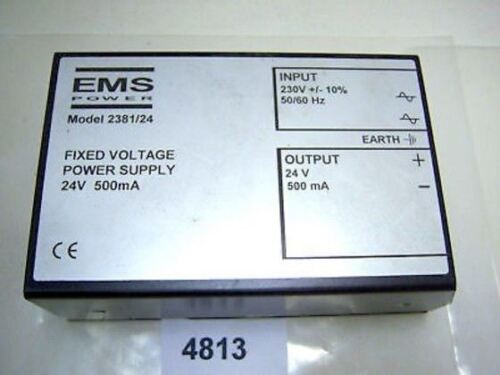 EMS
POWER
Model 2381/24
FIXED VOLTAGE
POWER SUPPLY
24V 500mA
CE
INPUT
230V +/- 10%
50/60 Hz
EARTH
OUTPUT
24 V
500 mA
+
−
4813